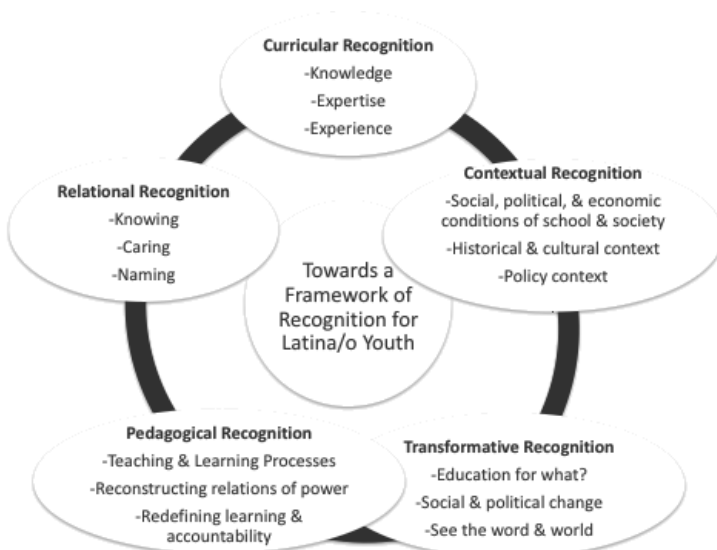 Curricular Recognition
-Knowledge
-Expertise
-Experience
Relational Recognition
-Knowing
-Caring
-Naming
Contextual Recognition
-Social, political, & economic
conditions of school & society
-Historical & cultural context
-Policy context
Towards a
Framework of
Recognition for
Latina/o Youth
Pedagogical Recognition
-Teaching & Learning Processes
-Reconstructing relations of power
-Redefining learning &
accountability
Transformative Recognition
-Education for what?
-Social & political change
-See the word & world